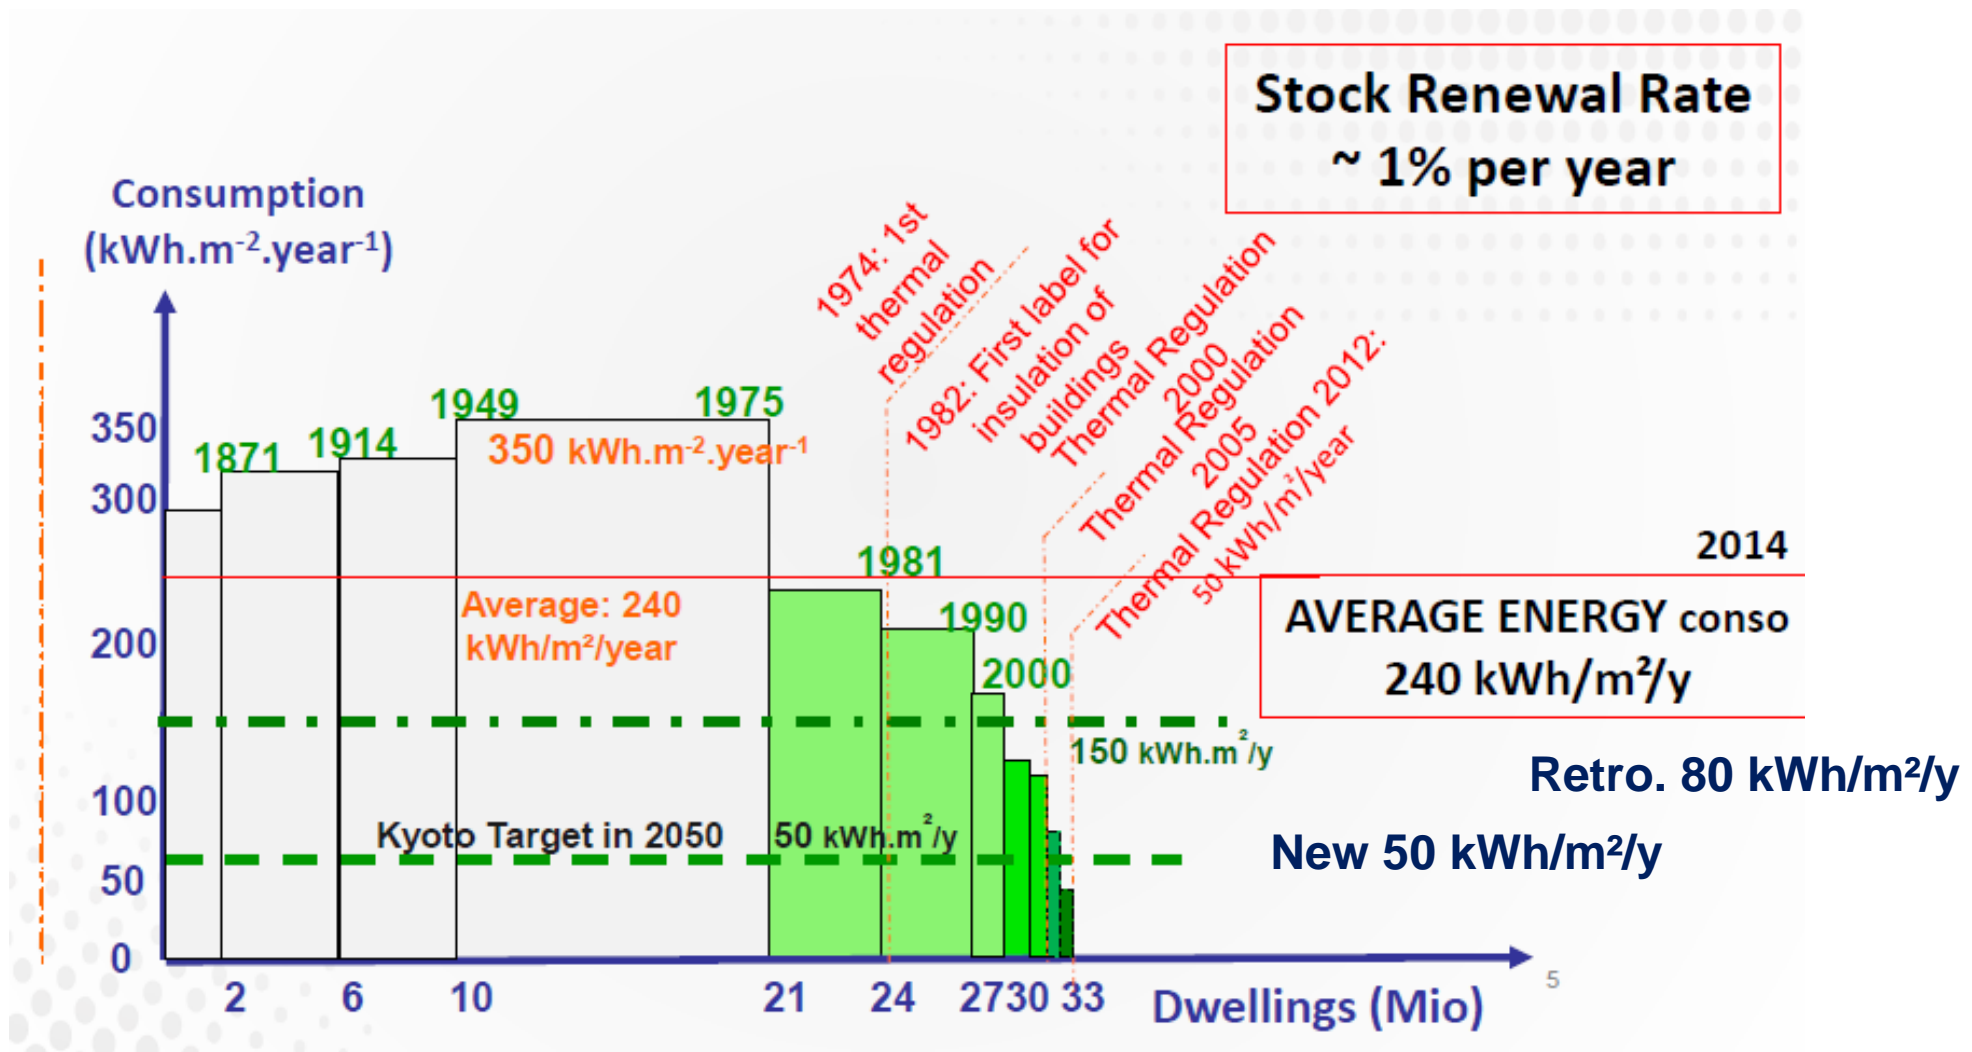 Stock Renewal Rate
~ 1% per year
Consumption
(kWh.m-2.year-1)
1974: 1st
thermal
regulation
1982: First label for
insulation of
buildings
Thermal Regulation
2000
Thermal Regulation
2005
Thermal Regulation 2012:
50 kWh/m²/year
350
300
200
100
50
0
1871
1914
1949
1975
350 kWh.m-2.year-1
1981
1990
2000
Average: 240
kWh/m²/year
2014
AVERAGE ENERGY conso
240 kWh/m²/y
150 kWh.m²/y
Retro. 80 kWh/m²/y
Kyoto Target in 2050
50 kWh.m²/y
New 50 kWh/m²/y
2
6
10
21
24
27
30
33
Dwellings (Mio)
5